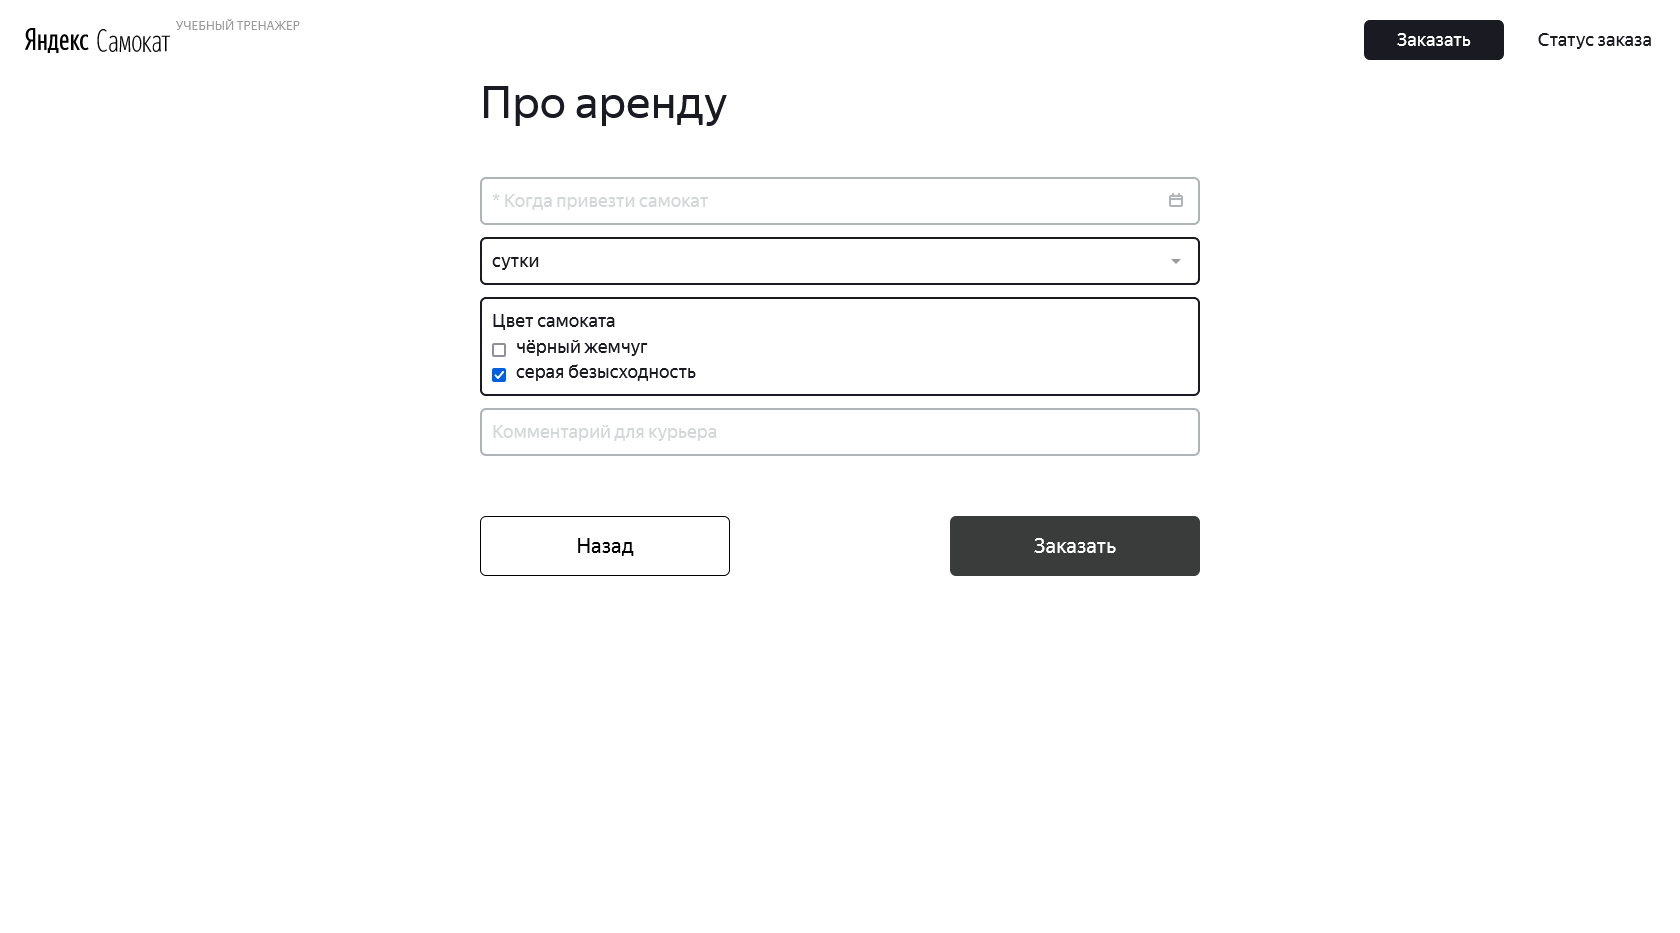 Яндекс Самокат
УЧЕБНЫЙ ТРЕНАЖЕР
Заказать
Статус заказа
Про аренду
* Когда привезти самокат
сутки
Цвет самоката
чёрный жемчуг
серая безысходность
Комментарий для курьера
Назад
Заказать